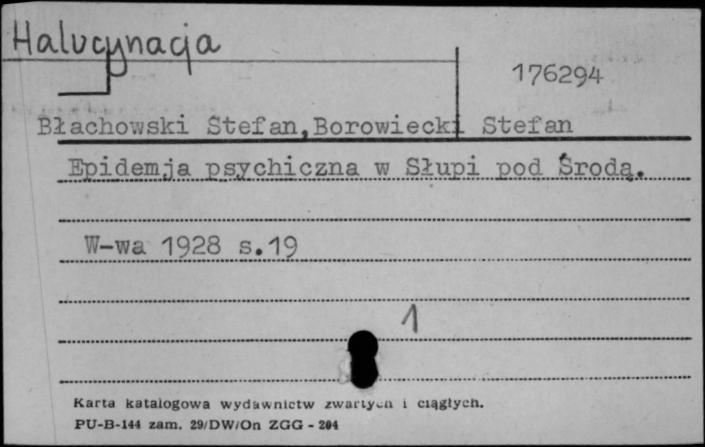 Halucynacja
176294
Błachowski Stefan, Borowiecki Stefan
Epidemja psychiczna w Słupi pod Środą.
W-wa 1928 s.19
1
Karta katalogowa wydawnictw zwartych i ciągłych.
PU-B-144 zam. 29/DW/On ZGG - 204